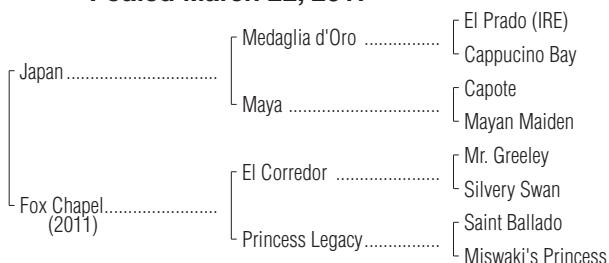 El Prado (IRE)
Medaglia d'Oro ................
Cappucino Bay
Japan ................................
Capote
Maya ................................
Mayan Maiden
Mr. Greeley
El Corredor ...................
Silvery Swan
Fox Chapel........................
(2011)
Saint Ballado
Princess Legacy................
Miswaki's Princess